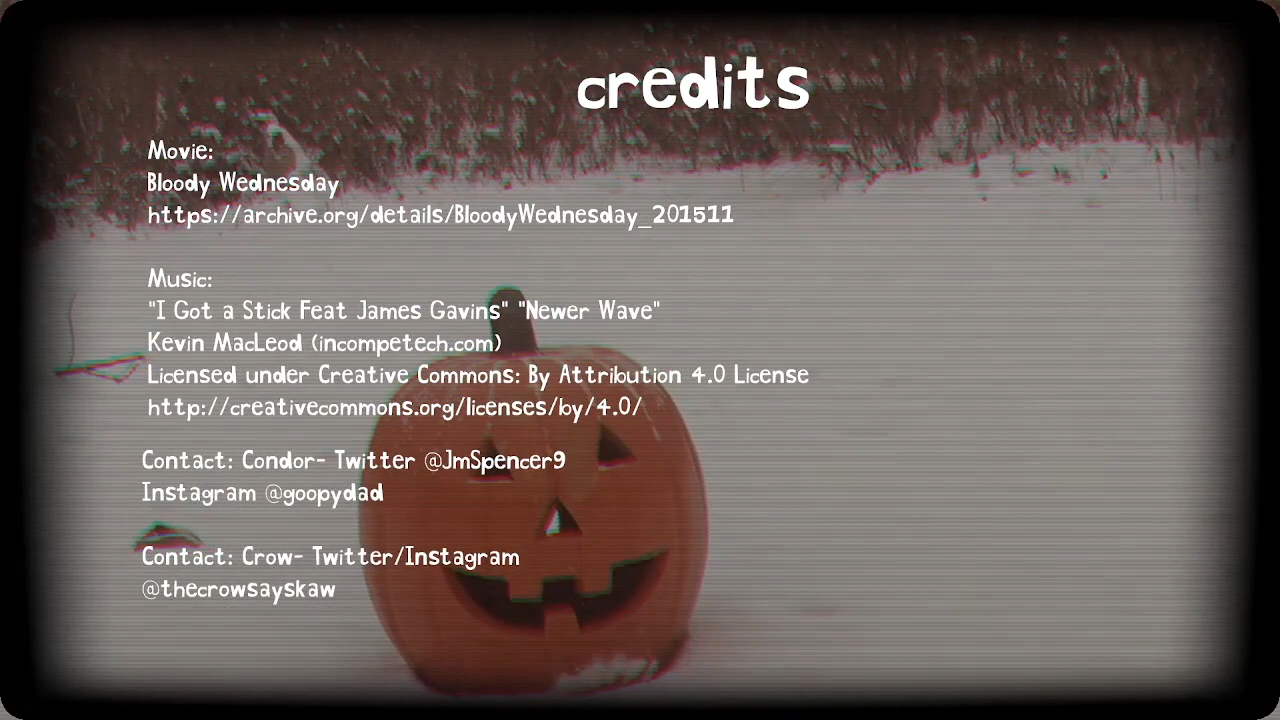 credits
Movie:
Bloody Wednesday
https://archive.org/details/BloodyWednesday_201511
Music:
"I Got a Stick Feat James Gavins" "Newer Wave"
Kevin MacLeod (incompetech.com)
Licensed under Creative Commons: By Attribution 4.0 License
http://creativecommons.org/licenses/by/4.0/
Contact: Condor- Twitter @JmSpencer9
Instagram @goopydad
Contact: Crow- Twitter/Instagram
@thecrowsayskaw